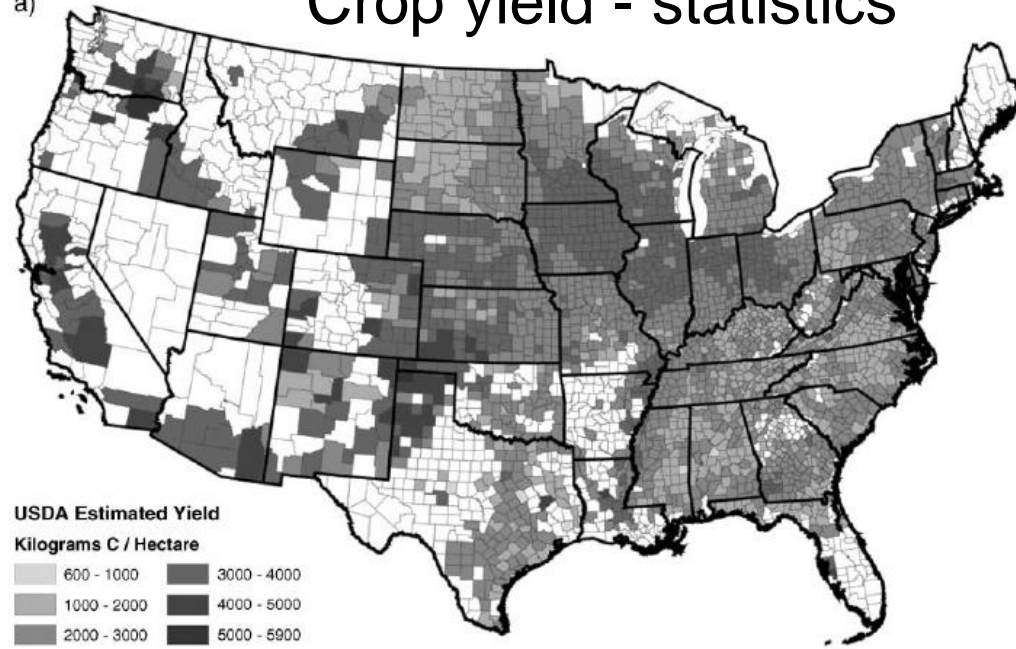 a)
Crop yield - statistics
USDA Estimated Yield
Kilograms C / Hectare
600 - 1000
1000 - 2000
2000 - 3000
3000 - 4000
4000 - 5000
5000 - 5900